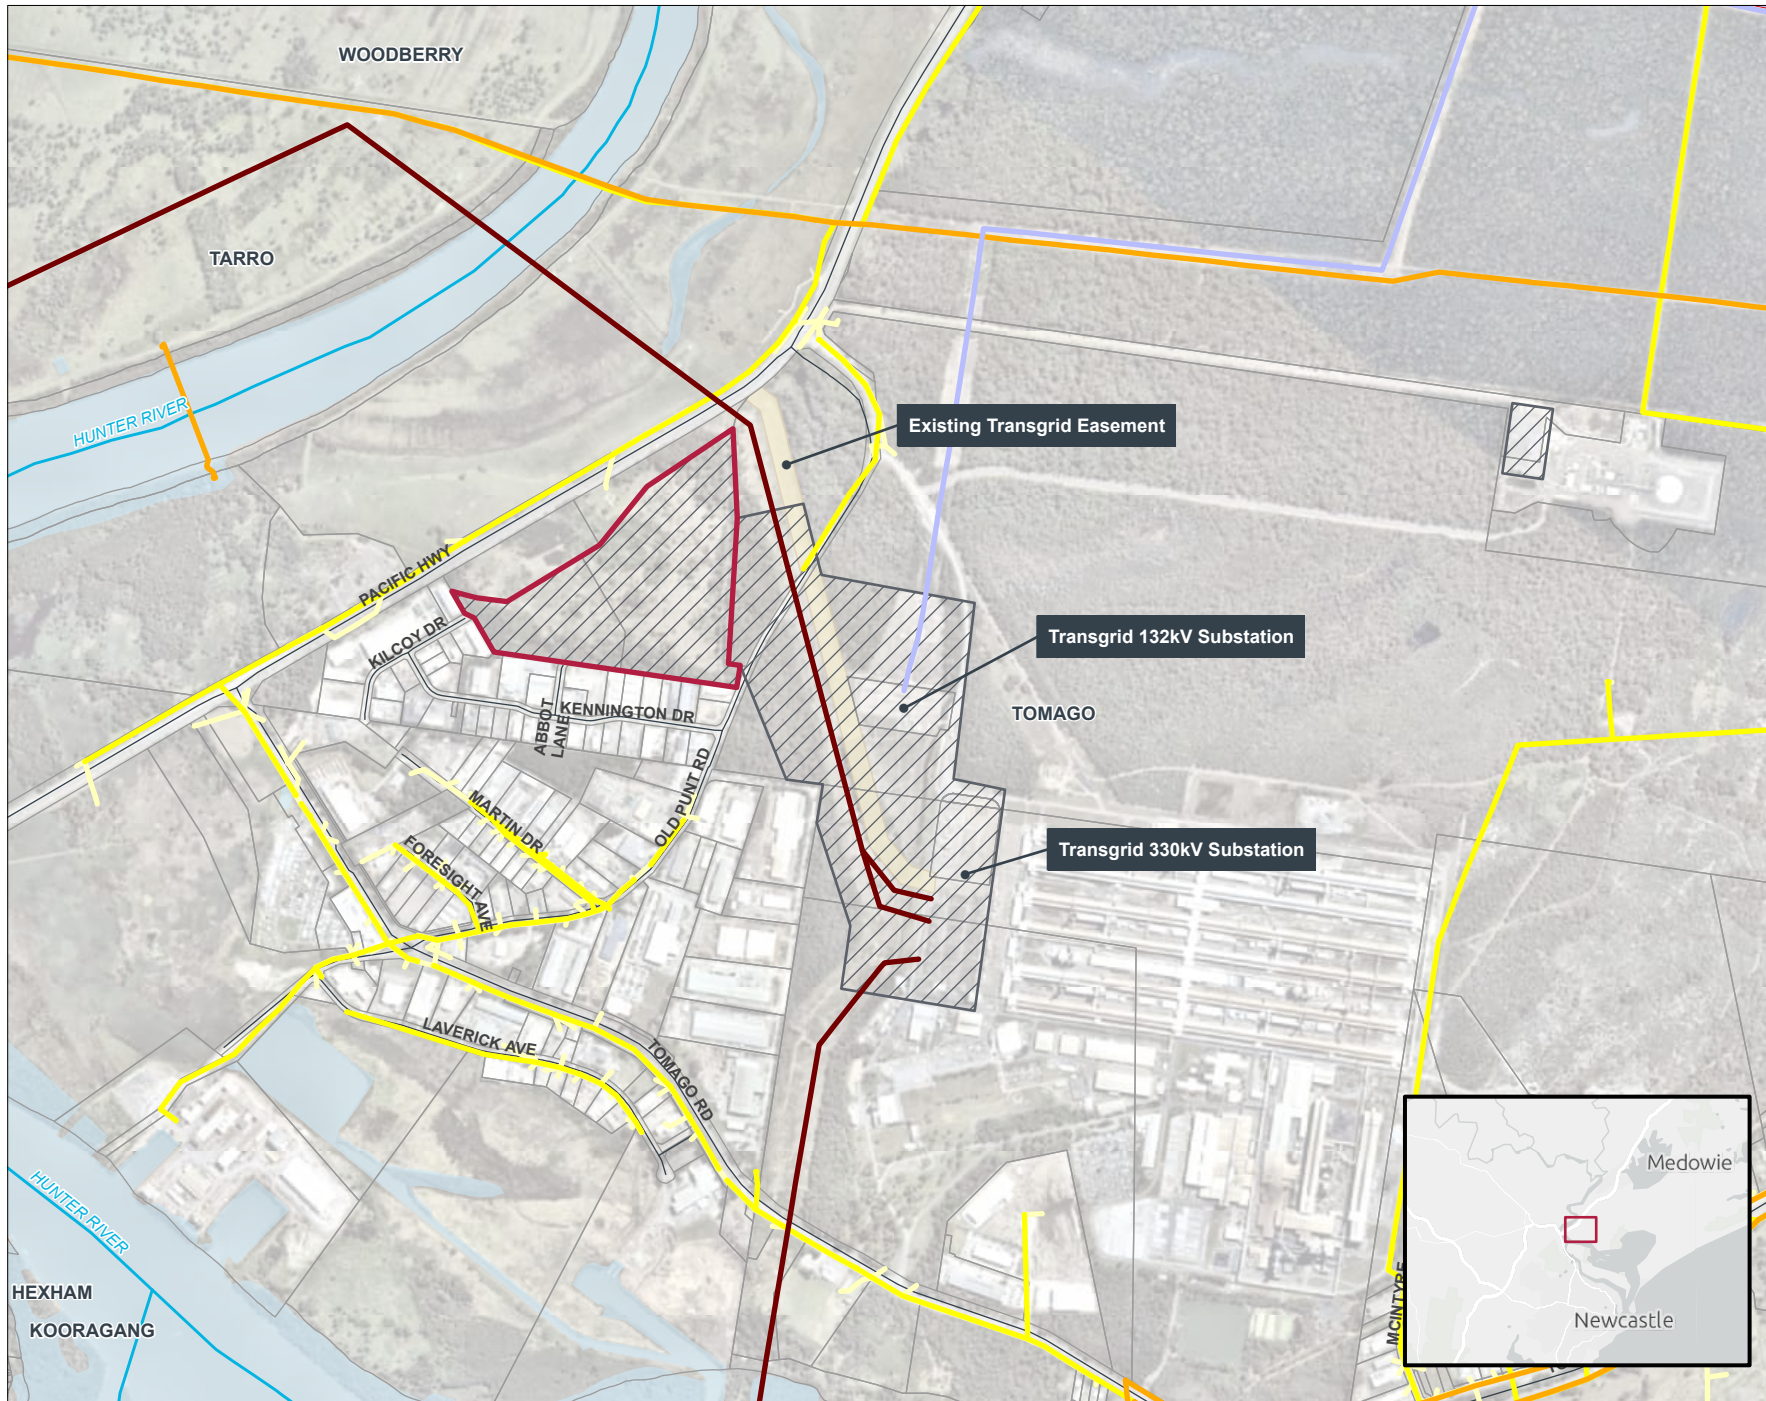 WOODBERRY
TARRO
HUNTER RIVER
Existing Transgrid Easement
PACIFIC HWY
KILCOY DR
Transgrid 132kV Substation
TOMAGO
ABBOT
LANE
KENNINGTON DR
OLD PUNT RD
MARTIN DR
FORESIGHT AVE
Transgrid 330kV Substation
LAVERICK AVE
TOMAGO RD
HUNTER RIVER
HEXHAM
KOORAGANG
MCINTYRE
Medowie
Newcastle